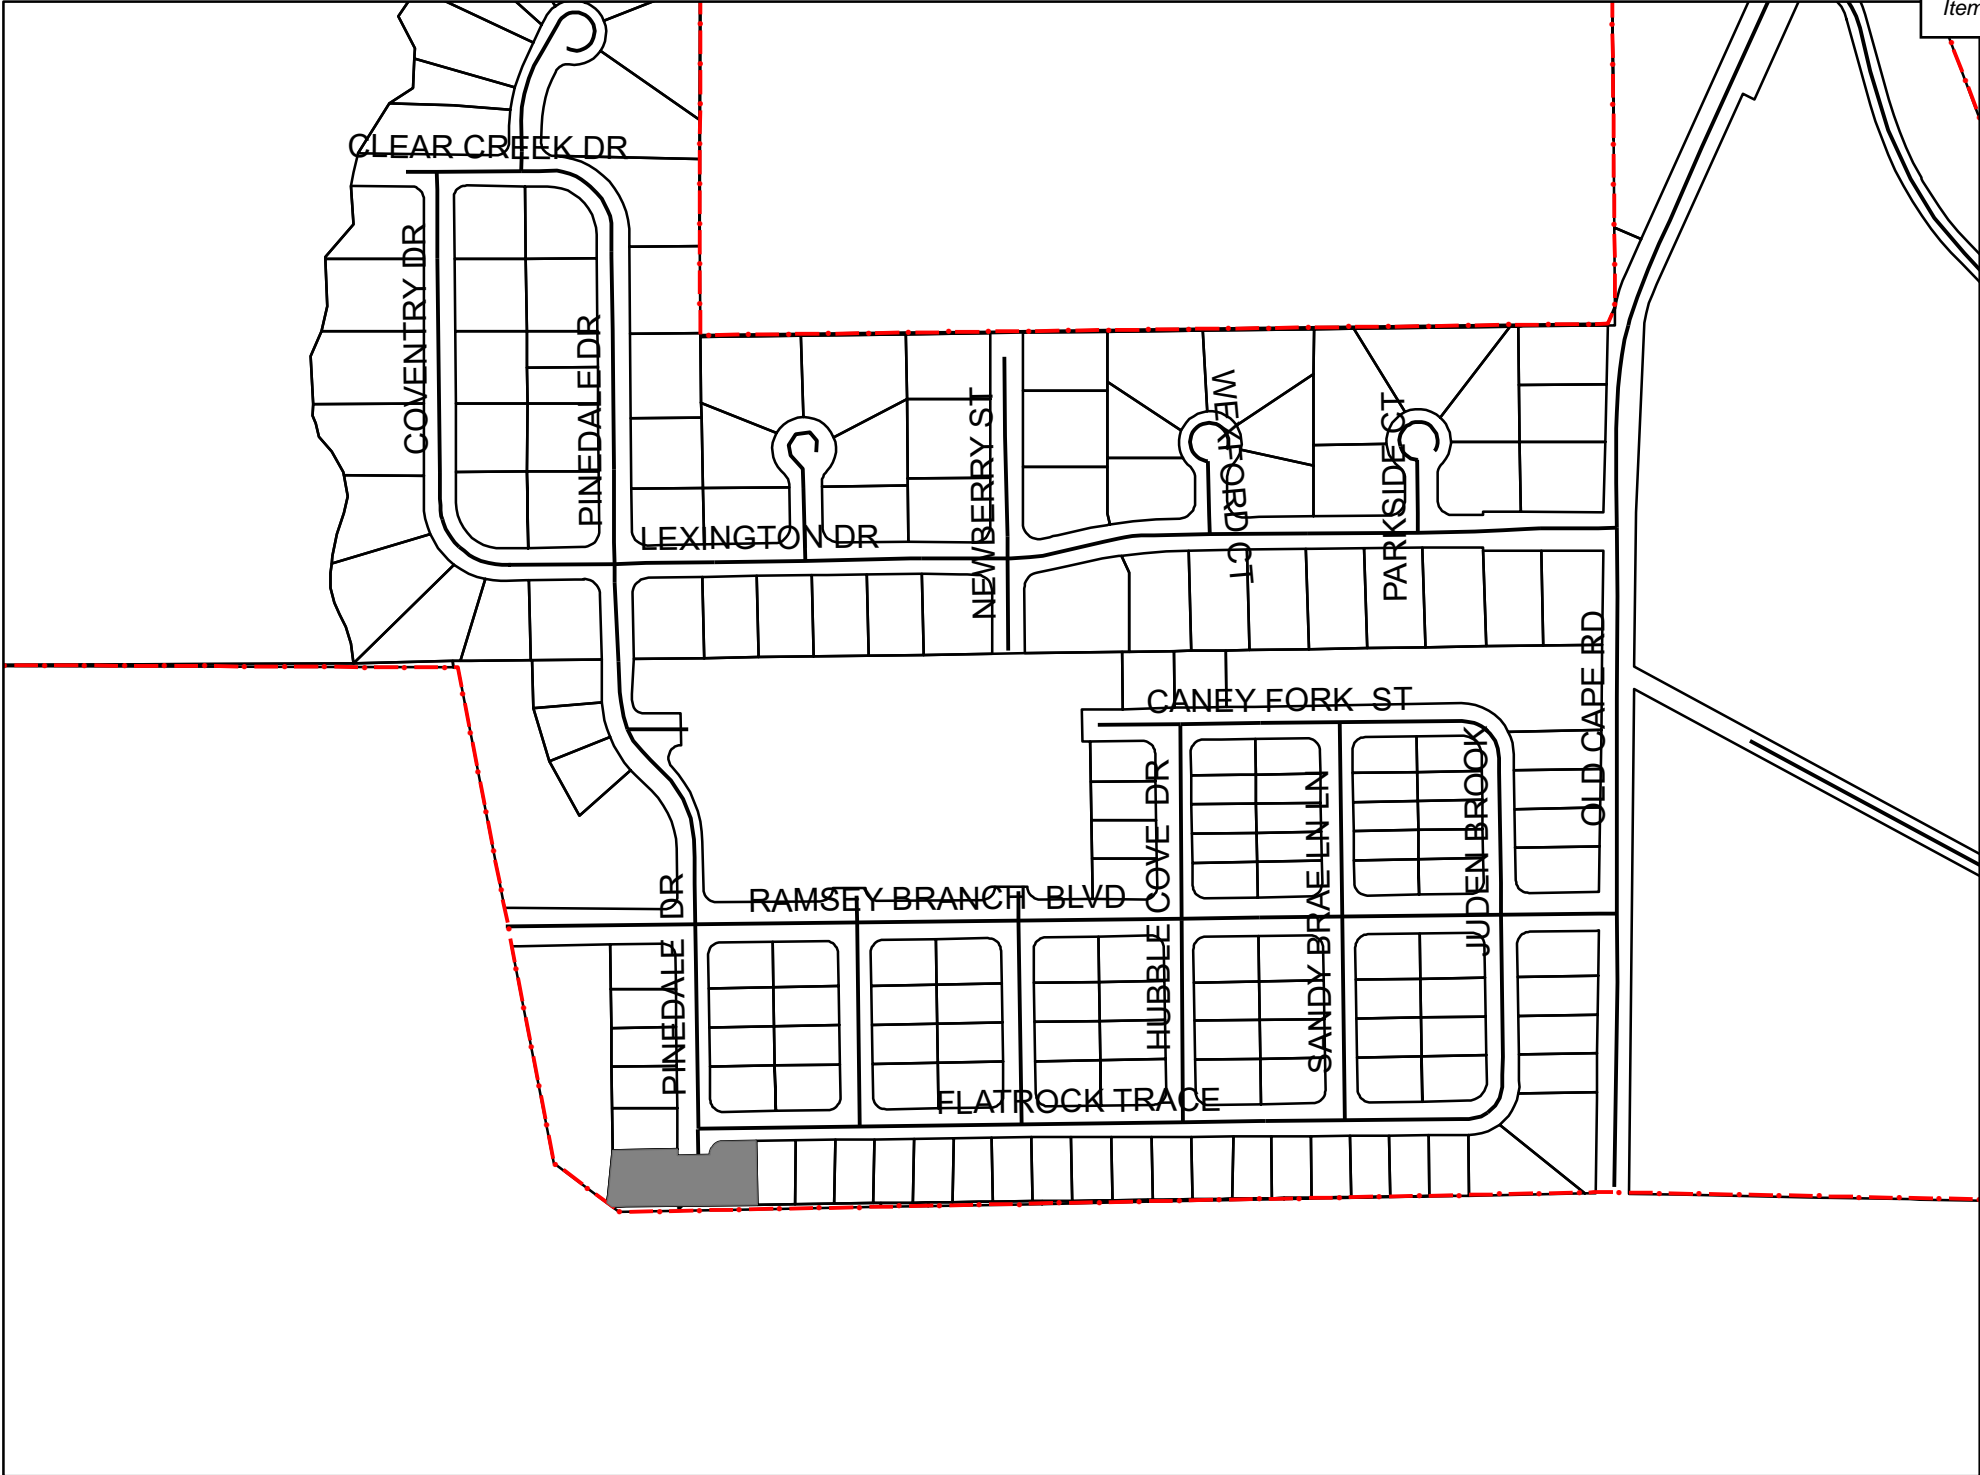 Item
CLEAR CREEK DR
COVENTRY DR
PINEDALE DR
LEXINGTON DR
NEWBERRY ST
WEXFORD CT
PARKSIDE CT
OLD CAPE RD
CANEY FORK ST
HUBBLE COVE DR
SANDY BRAE LN LN
JUDEN BROOK
RAMSEY BRANCH BLVD
PINEDALE DR
FLATROCK TRACE